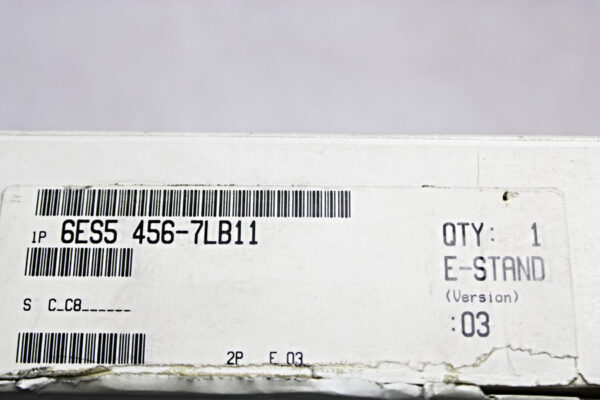 1P 6ES5 456-7LB11
QTY: 1
E-STAND
(Version)
:03
S C_C8______
2P E 03